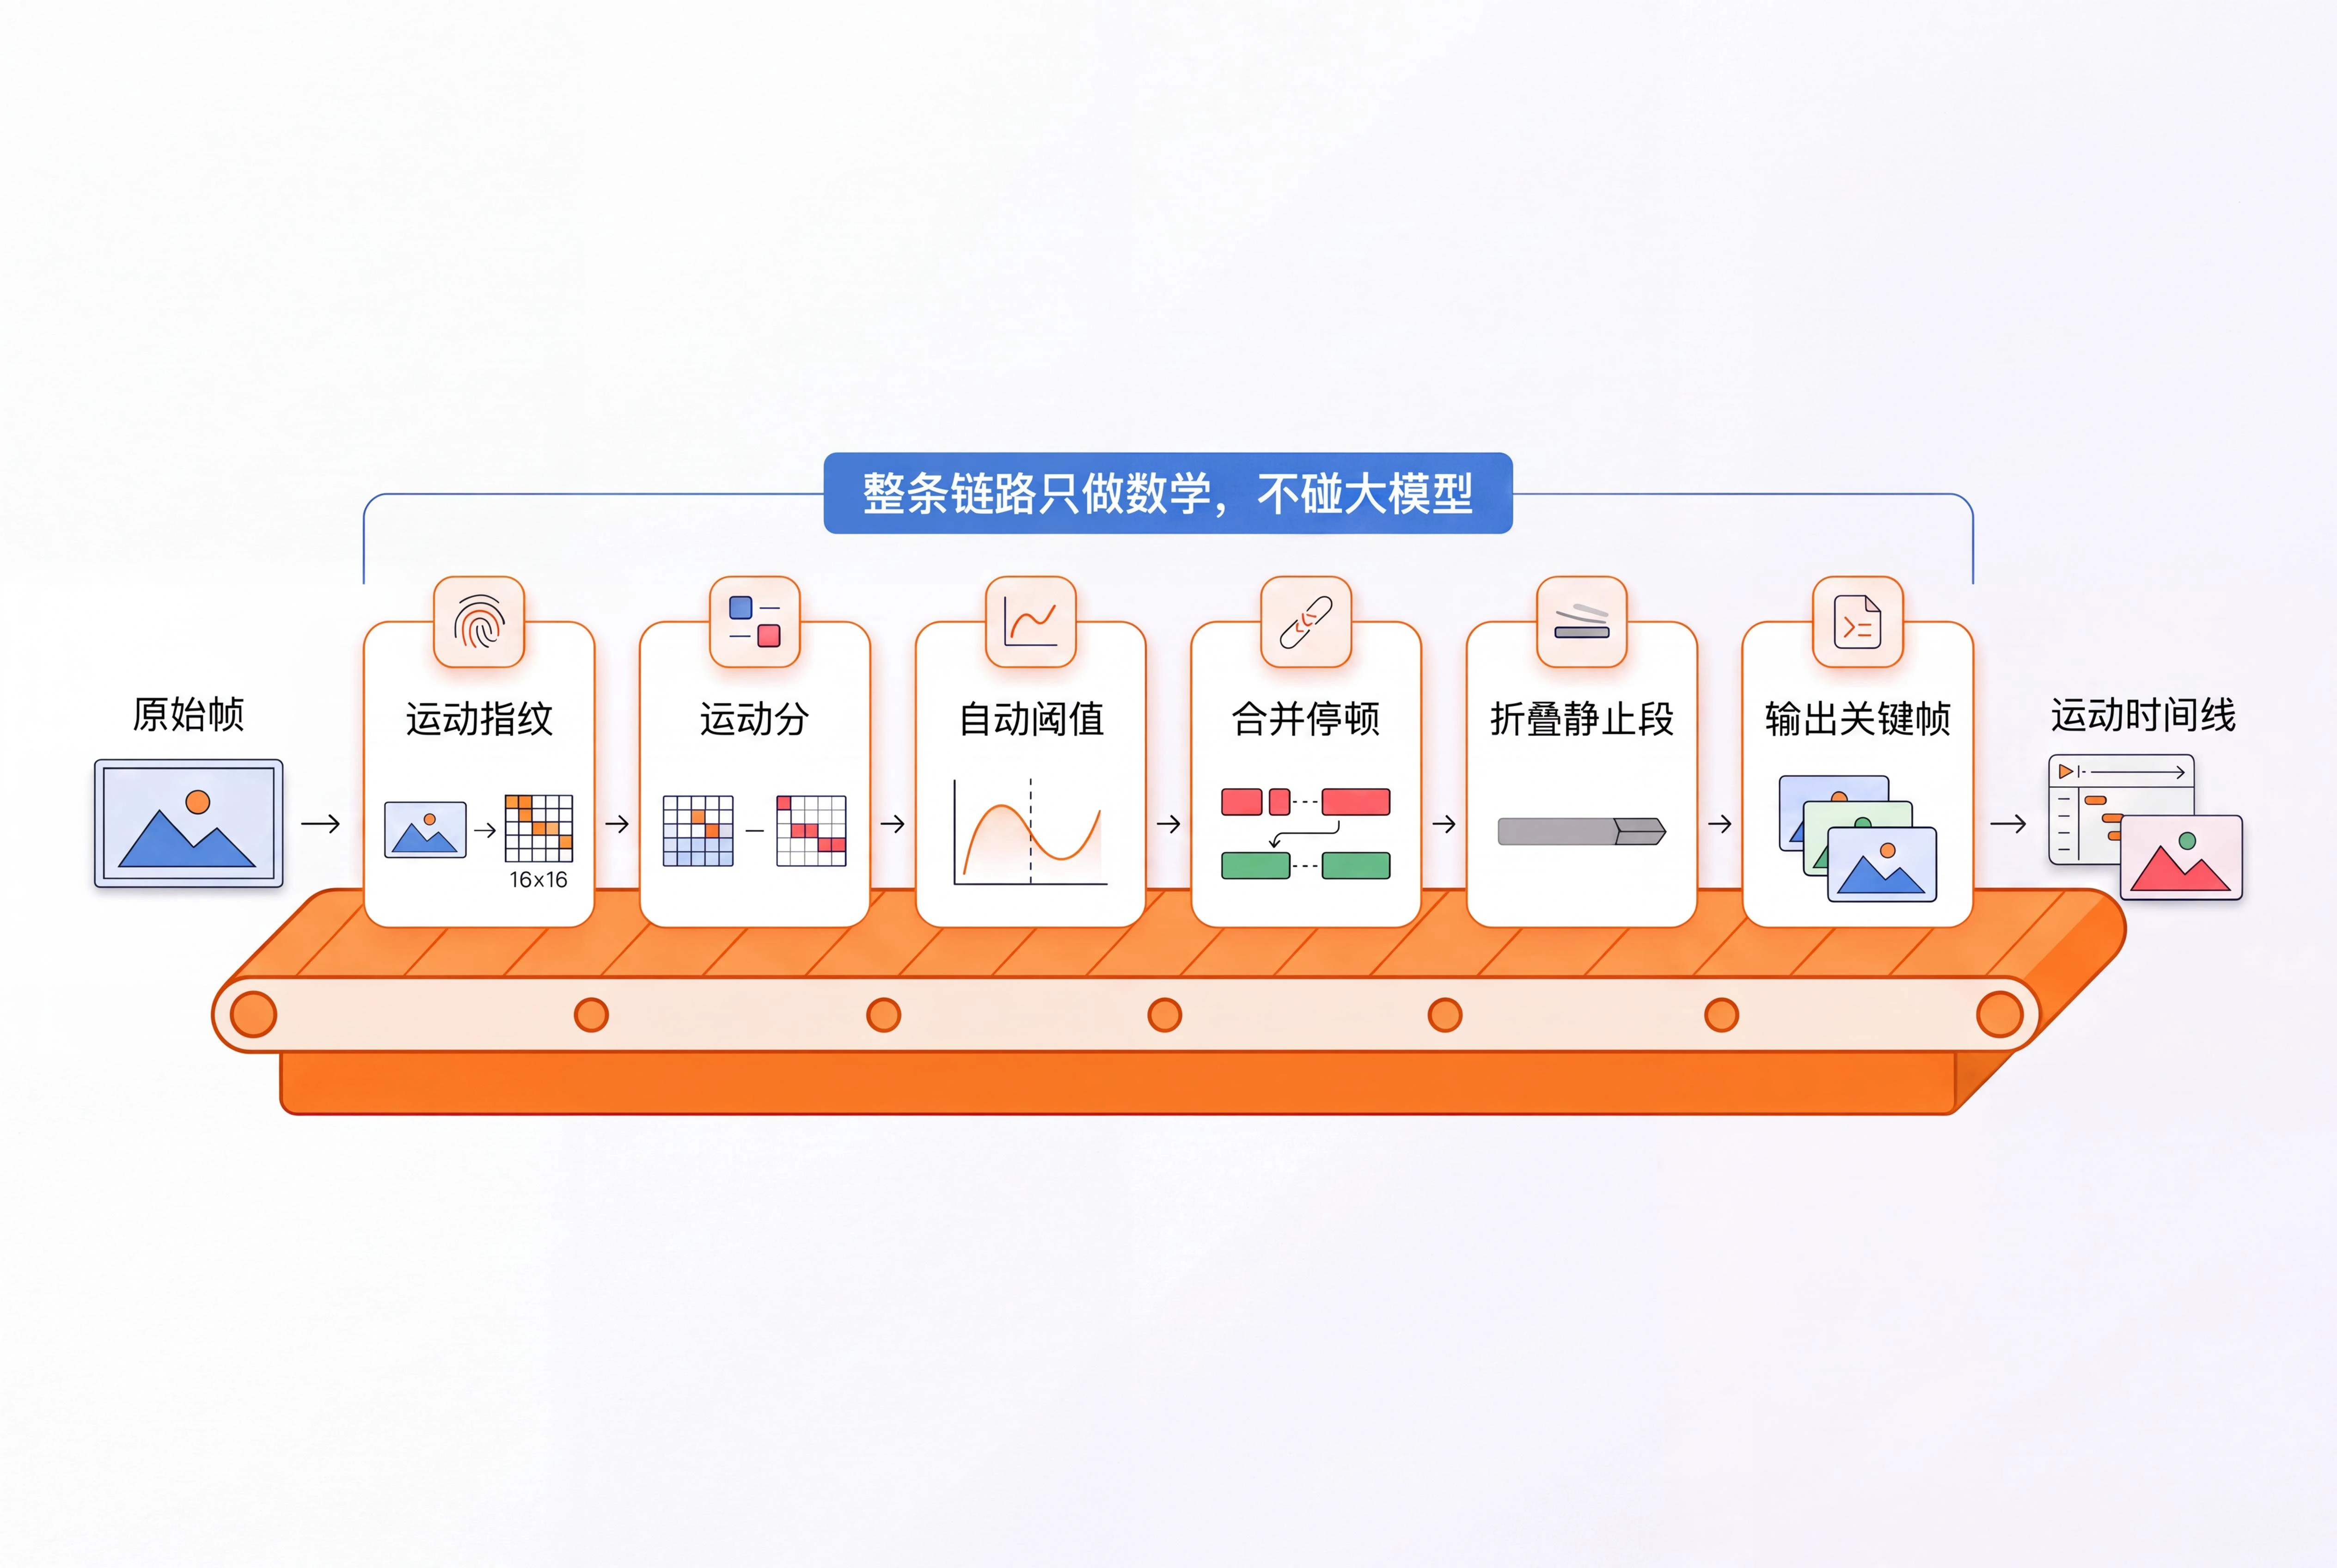 整条链路只做数学，不碰大模型
原始帧
运动指纹
16x16
运动分
自动阈值
合并停顿
折叠静止段
输出关键帧
运动时间线